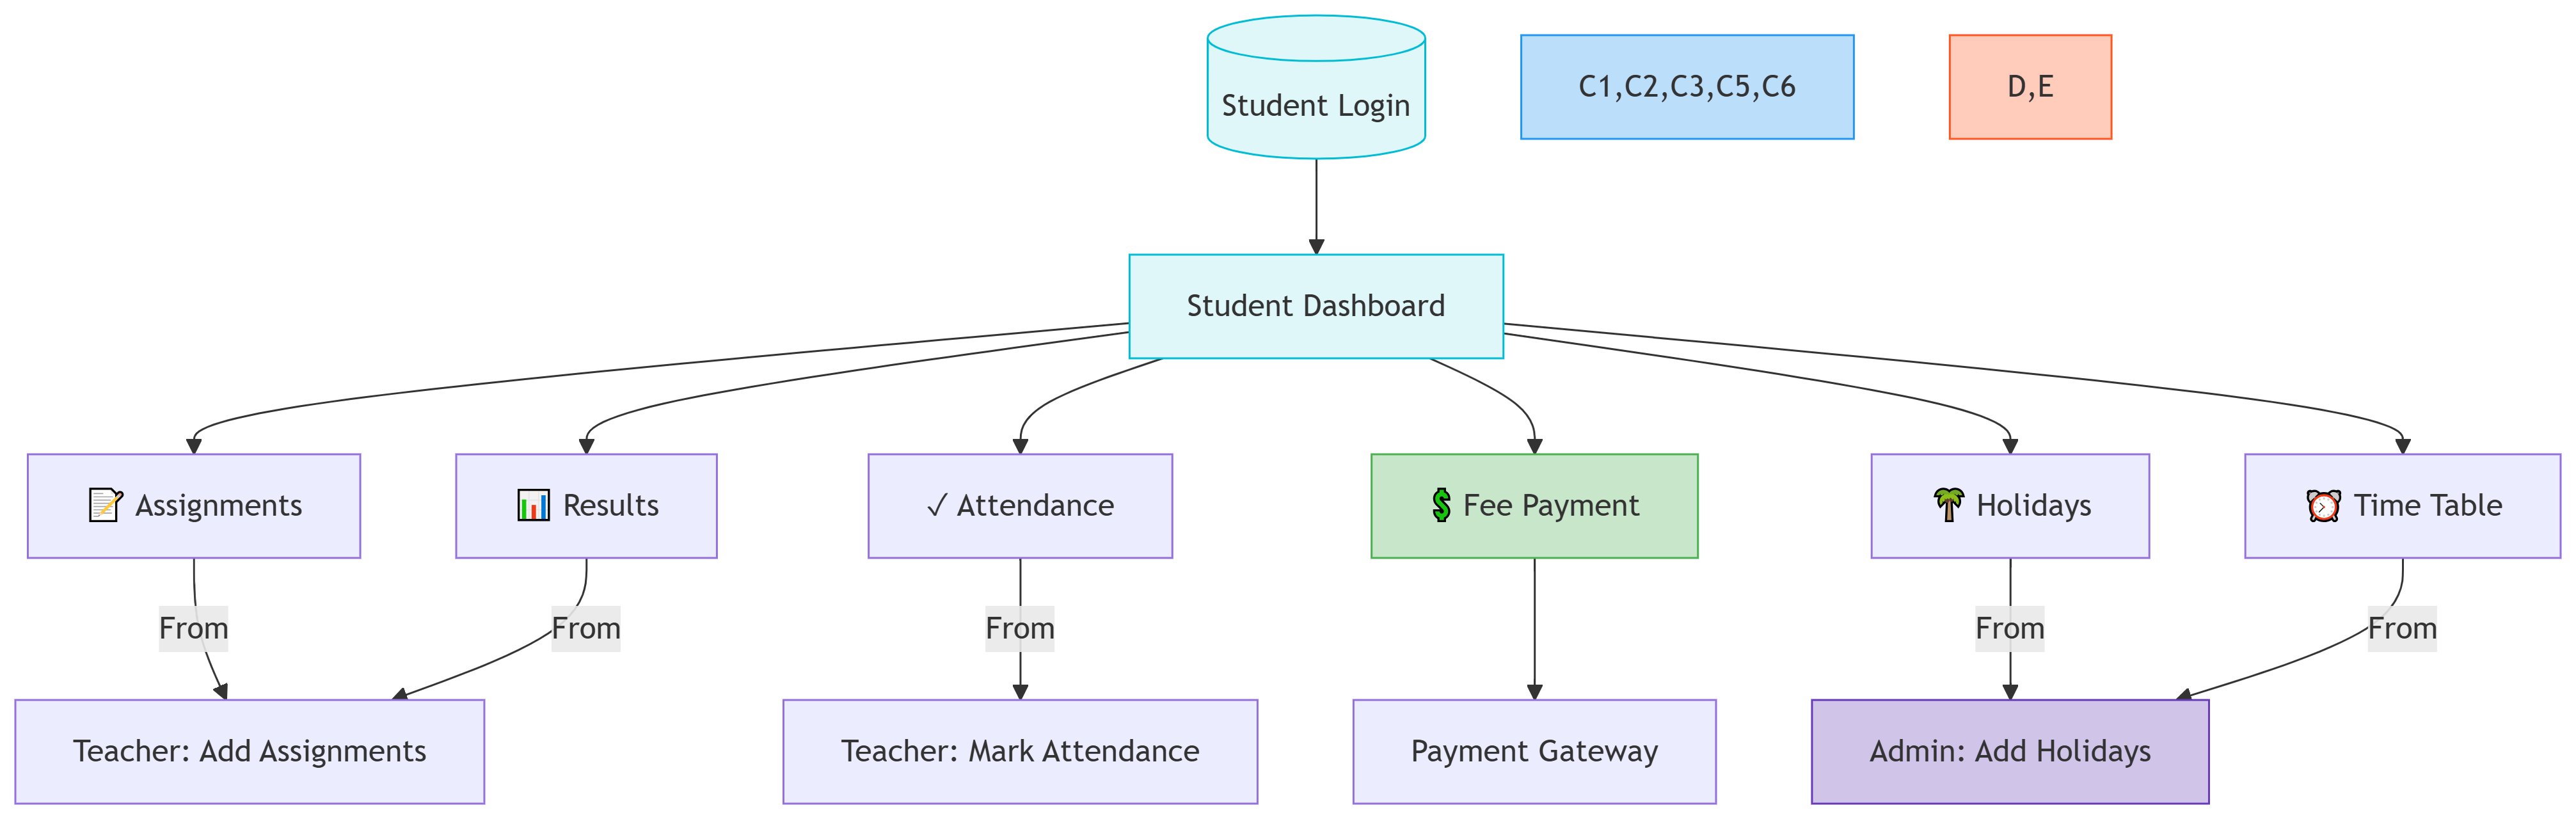 Student Login
C1,C2,C3,C5,C6
D,E
Student Dashboard
📝 Assignments
📊 Results
✓ Attendance
💲 Fee Payment
🌴 Holidays
⏰ Time Table
From
From
From
From
From
Teacher: Add Assignments
Teacher: Mark Attendance
Payment Gateway
Admin: Add Holidays